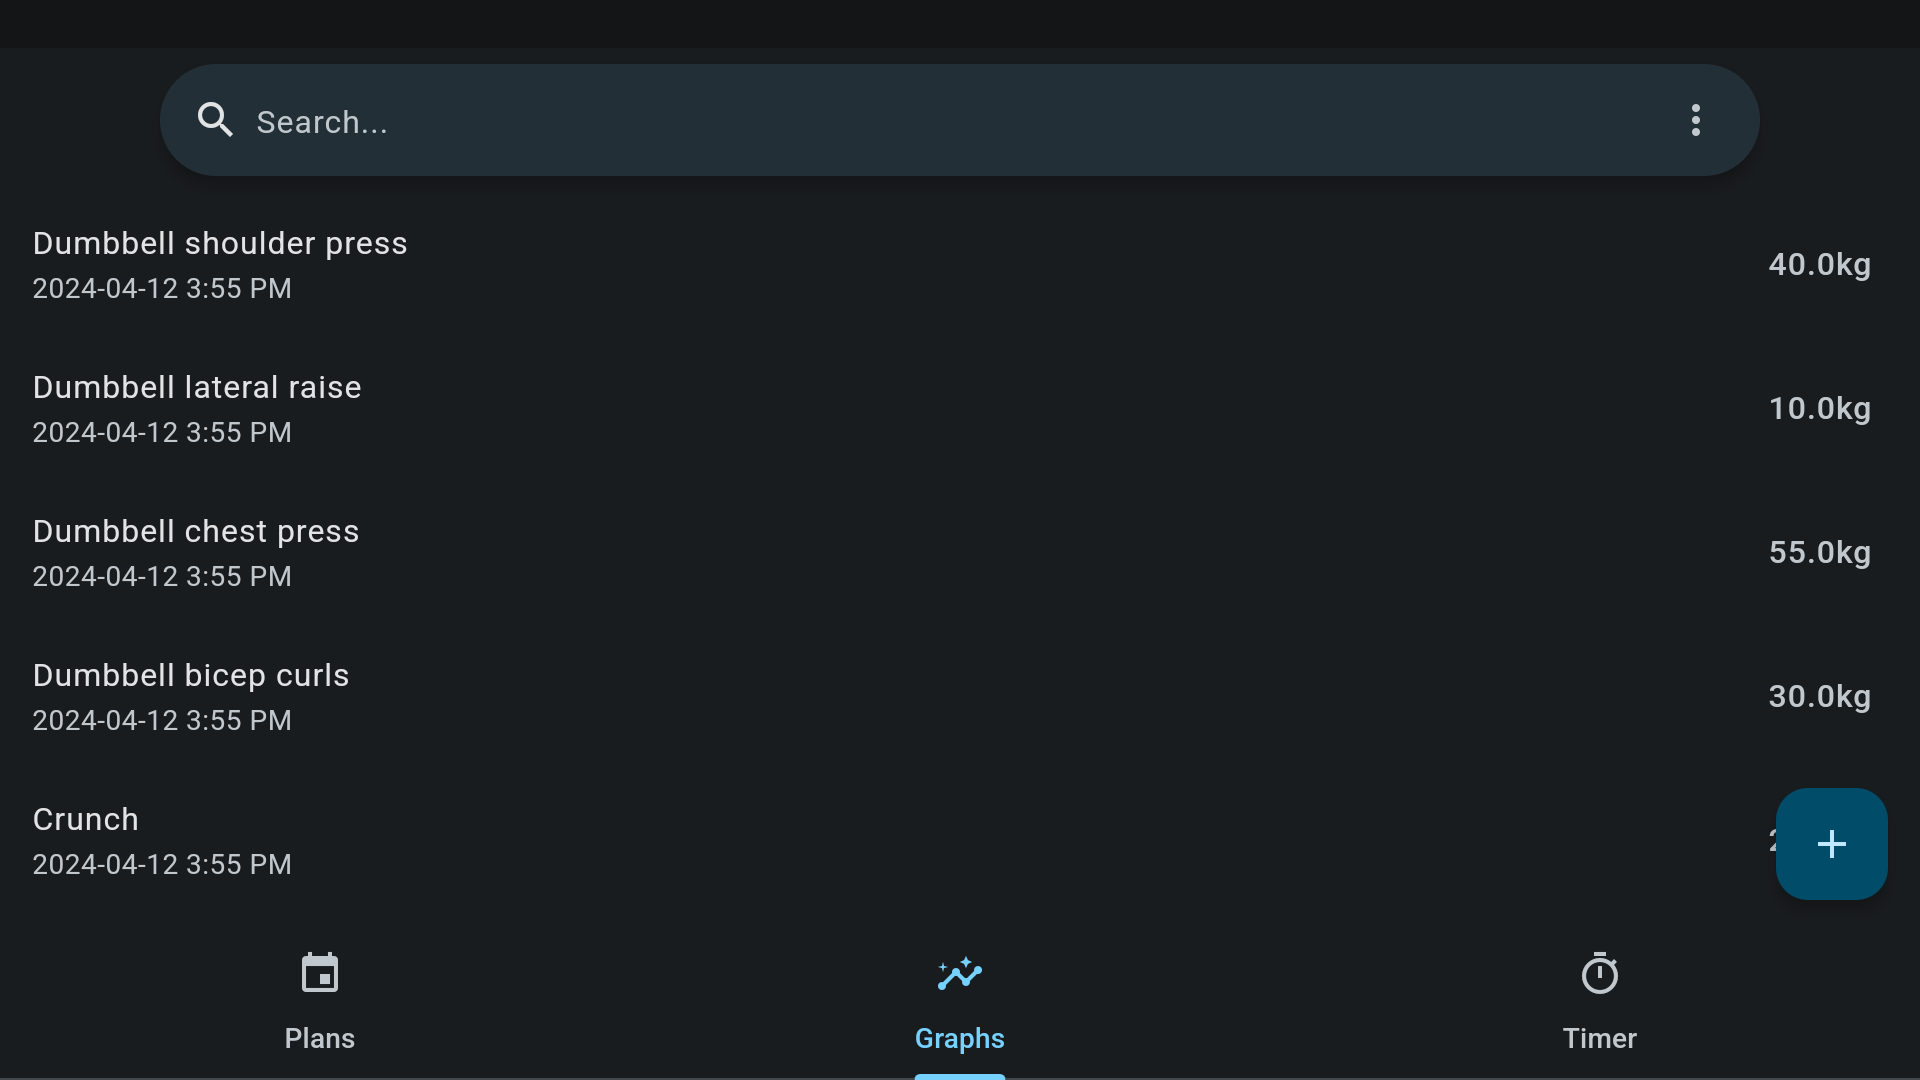 Search...
Dumbbell shoulder press
2024-04-12 3:55 PM
40.0kg
Dumbbell lateral raise
2024-04-12 3:55 PM
10.0kg
Dumbbell chest press
2024-04-12 3:55 PM
55.0kg
Dumbbell bicep curls
2024-04-12 3:55 PM
30.0kg
Crunch
2024-04-12 3:55 PM
Plans
Graphs
Timer